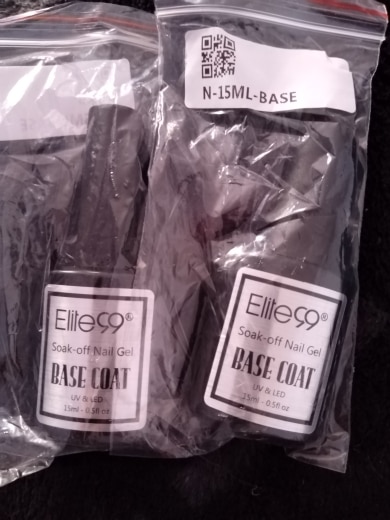 N-15ML-BASE
Elite99®
Soak-off Nail Gel
BASE COAT
UV & LED
15ml - 0.5fl oz
Elite99®
Soak-off Nail Gel
BASE COAT
UV & LED
15ml - 0.5fl oz